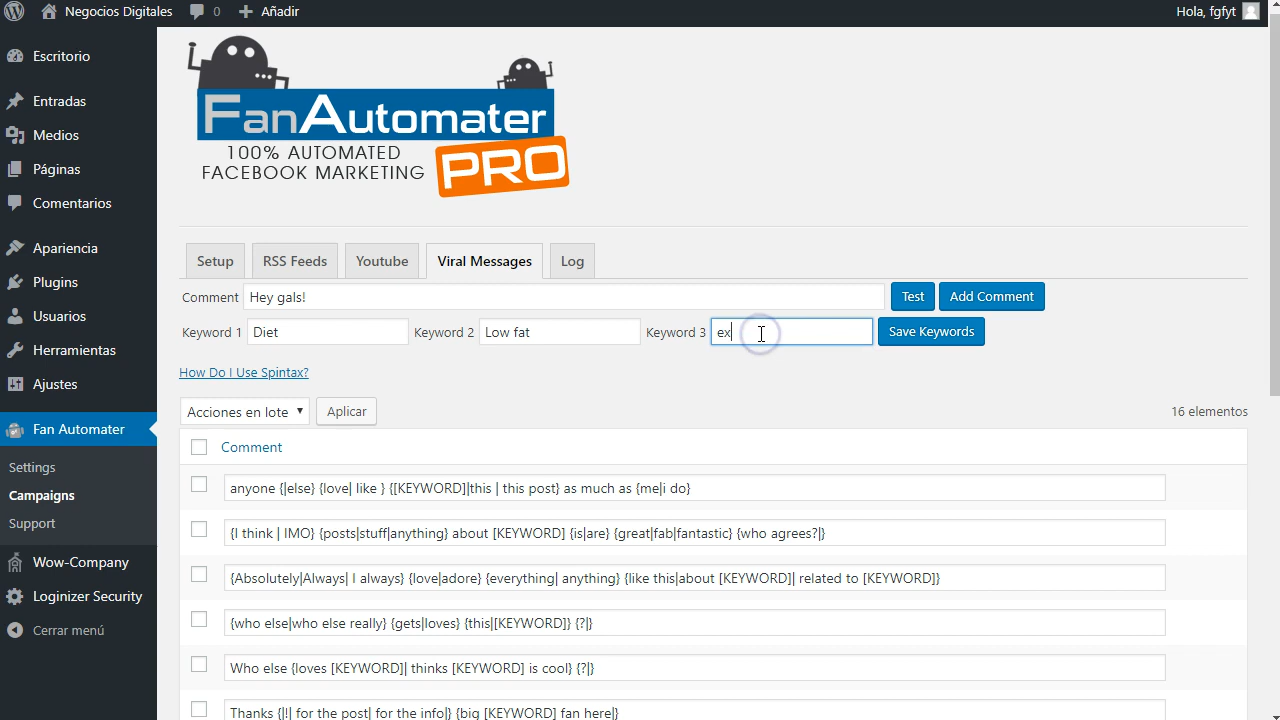 Negocios Digitales 0 Añadir Hola, fgfyt
Escritorio
Entradas
Medios
Páginas
Comentarios
Apariencia
Plugins
Usuarios
Herramientas
Ajustes
Fan Automater
Settings
Campaigns
Support
Wow-Company
Loginizer Security
Cerrar menú
FanAutomater
100% AUTOMATED
FACEBOOK MARKETING
PRO
Setup RSS Feeds Youtube Viral Messages Log
Comment Hey gals! Test Add Comment
Keyword 1 Diet Keyword 2 Low fat Keyword 3 ex Save Keywords
How Do I Use Spintax?
Acciones en lote Aplicar 16 elementos
Comment
anyone {|else} {love| like } {[KEYWORD]|this | this post} as much as {me|i do}
{I think | IMO} {posts|stuff|anything} about [KEYWORD] {is|are} {great|fab|fantastic} {who agrees?|}
{Absolutely|Always| I always} {love|adore} {everything| anything} {like this|about [KEYWORD]| related to [KEYWORD]}
{who else|who else really} {gets|loves} {this|[KEYWORD]} {?|}
Who else {loves [KEYWORD]| thinks [KEYWORD] is cool} {?|}
Thanks {|!| for the post| for the info|} {big [KEYWORD] fan here|}